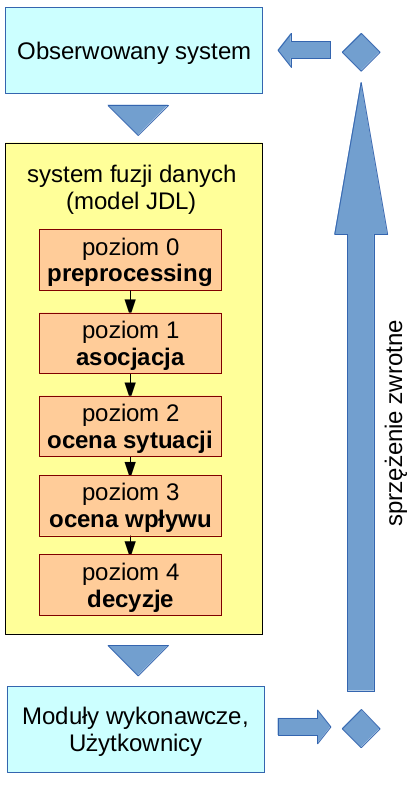 Obserwowany system
system fuzji danych
(model JDL)
poziom 0
preprocessing
poziom 1
asocjacja
poziom 2
ocena sytuacji
poziom 3
ocena wpływu
poziom 4
decyzje
Moduły wykonawcze,
Użytkownicy
sprzężenie zwrotne